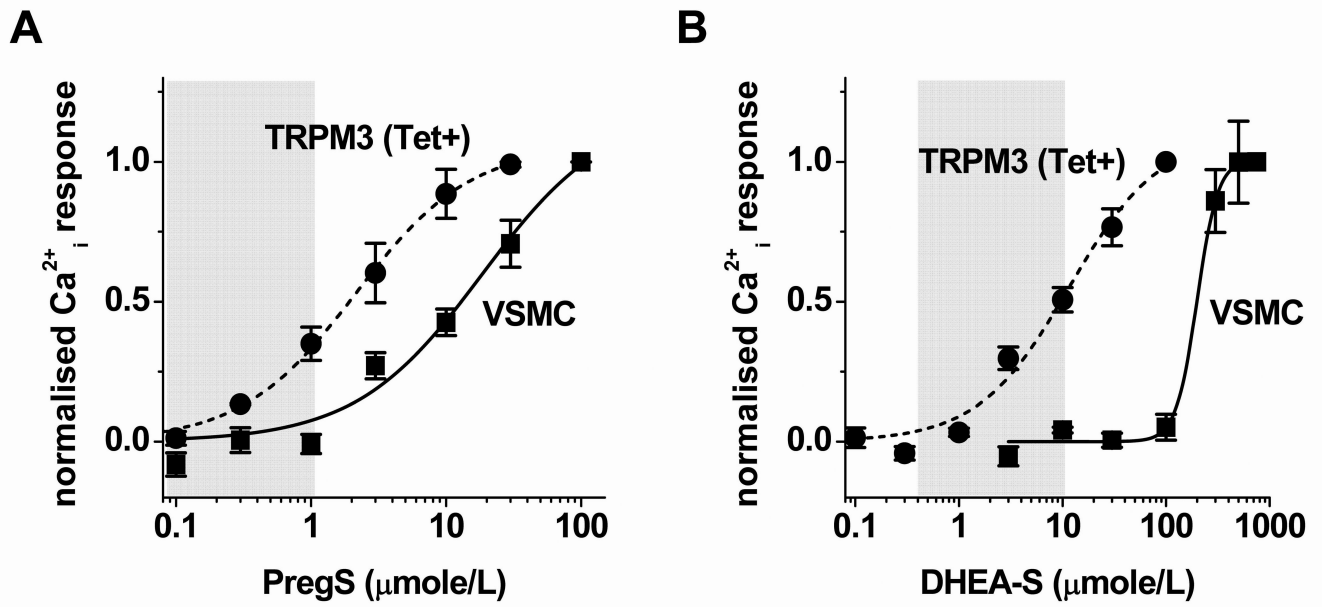 A
normalised Ca²⁺ᵢ response
1.0
0.5
0.0
TRPM3 (Tet+)
VSMC
0.1 1 10 100
PregS (μmole/L)
B
normalised Ca²⁺ᵢ response
1.0
0.5
0.0
TRPM3 (Tet+)
VSMC
0.1 1 10 100 1000
DHEA-S (μmole/L)